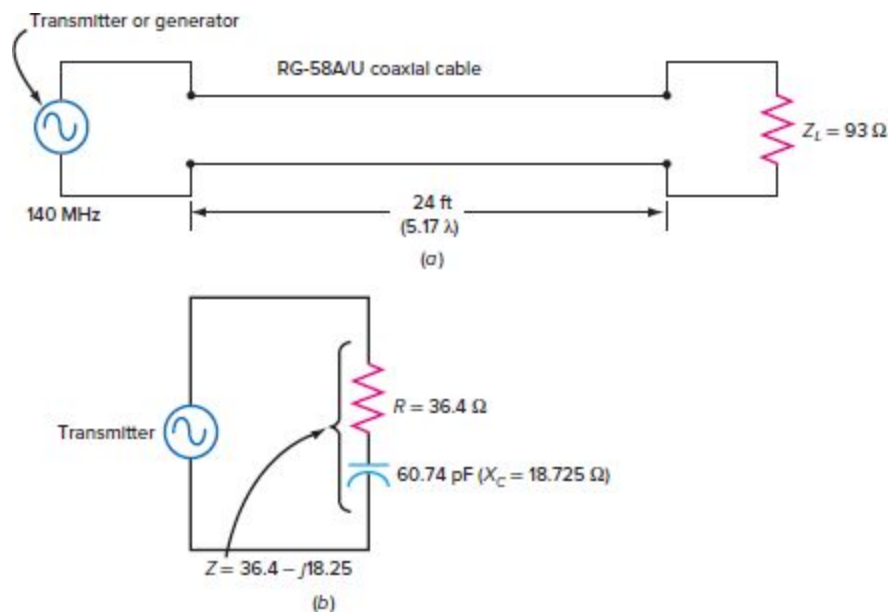 Transmitter or generator
RG-58A/U coaxial cable
Z_L = 93 Ω
140 MHz
24 ft
(5.17 λ)
(a)
R = 36.4 Ω
Transmitter
60.74 pF (X_C = 18.725 Ω)
Z = 36.4 – j18.25
(b)